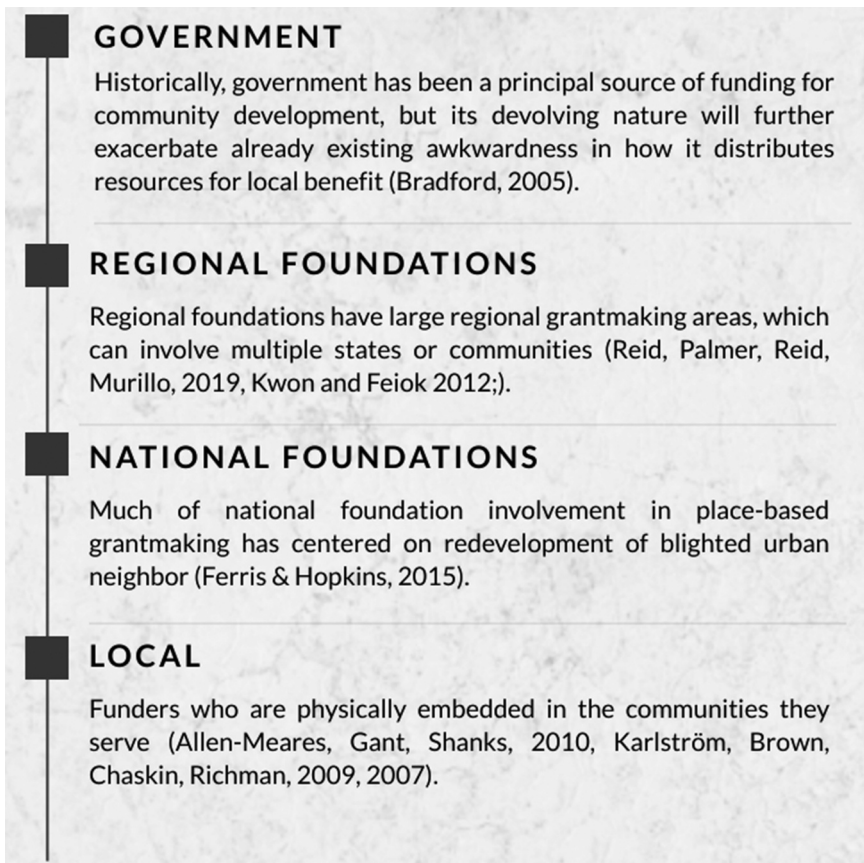 GOVERNMENT
Historically, government has been a principal source of funding for
community development, but its devolving nature will further
exacerbate already existing awkwardness in how it distributes
resources for local benefit (Bradford, 2005).
REGIONAL FOUNDATIONS
Regional foundations have large regional grantmaking areas, which
can involve multiple states or communities (Reid, Palmer, Reid,
Murillo, 2019, Kwon and Feiok 2012;).
NATIONAL FOUNDATIONS
Much of national foundation involvement in place-based
grantmaking has centered on redevelopment of blighted urban
neighbor (Ferris & Hopkins, 2015).
LOCAL
Funders who are physically embedded in the communities they
serve (Allen-Meares, Gant, Shanks, 2010, Karlström, Brown,
Chaskin, Richman, 2009, 2007).